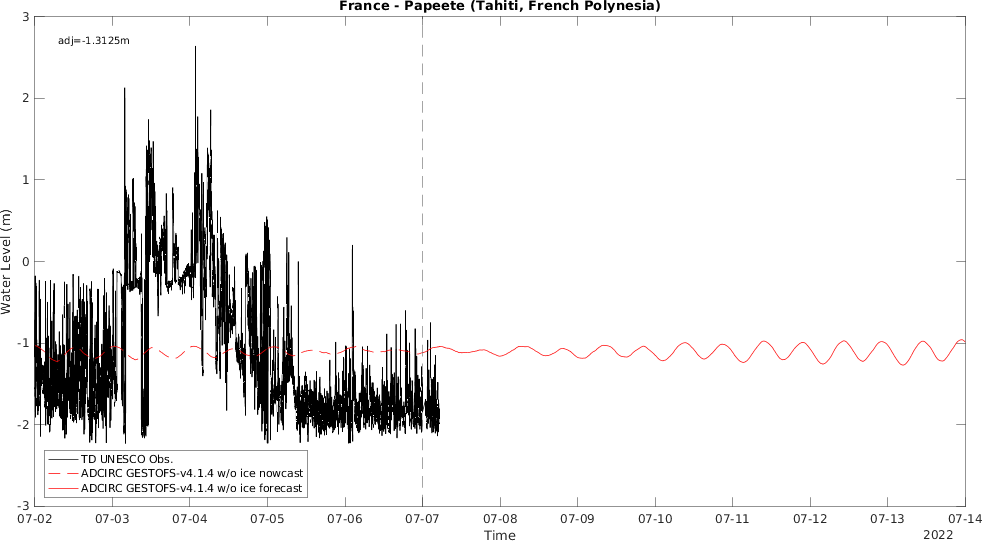 France - Papeete (Tahiti, French Polynesia)
adj=-1.3125m
3
2
1
0
-1
-2
-3
Water Level (m)
TD UNESCO Obs.
ADCIRC GESTOFS-v4.1.4 w/o ice nowcast
ADCIRC GESTOFS-v4.1.4 w/o ice forecast
07-02 07-03 07-04 07-05 07-06 07-07 07-08 07-09 07-10 07-11 07-12 07-13 07-14
Time
2022